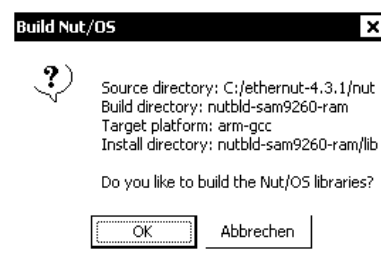 Build Nut/OS
Source directory: C:/ethernut-4.3.1/nut
Build directory: nutbld-sam9260-ram
Target platform: arm-gcc
Install directory: nutbld-sam9260-ram/lib
Do you like to build the Nut/OS libraries?
OK Abbrechen